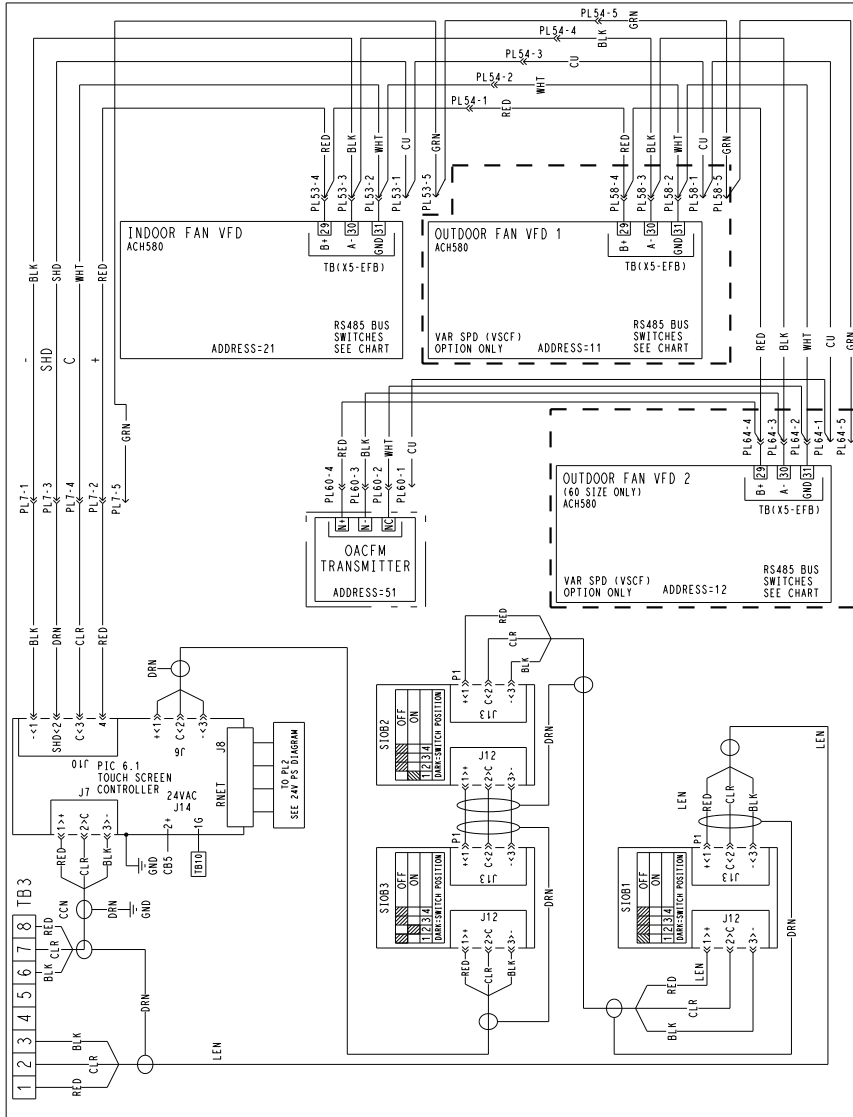 PL54-5
GRN
PL54-4
BLK
PL54-3
CU
PL54-2
WHT
PL54-1
RED
RED
BLK
WHT
CU
GRN
PL53-4
PL53-3
PL53-2
PL53-1
PL53-5
RED
BLK
WHT
CU
GRN
PL58-4
PL58-3
PL58-2
PL58-1
PL58-5
INDOOR FAN VFD
ACH580
B+ 29
A- 30
GND 31
TB(X5-EFB)
RS485 BUS
SWITCHES
SEE CHART
ADDRESS=21
OUTDOOR FAN VFD 1
ACH580
B+ 29
A- 30
GND 31
TB(X5-EFB)
RS485 BUS
SWITCHES
SEE CHART
VAR SPD (VSCF)
OPTION ONLY
ADDRESS=11
BLK
SHD
WHT
RED
-
SHD
C
+
GRN
PL7-1
PL7-3
PL7-4
PL7-2
PL7-5
RED
BLK
WHT
CU
GRN
PL64-4
PL64-3
PL64-2
PL64-1
PL64-5
RED
BLK
WHT
CU
PL60-4
PL60-3
PL60-2
PL60-1
N+
N-
NC
OACFM
TRANSMITTER
ADDRESS=51
OUTDOOR FAN VFD 2
(60 SIZE ONLY)
ACH580
B+ 29
A- 30
GND 31
TB(X5-EFB)
RS485 BUS
SWITCHES
SEE CHART
VAR SPD (VSCF)
OPTION ONLY
ADDRESS=12
BLK
DRN
CLR
RED
DRN
-<1
SHD<2
C<3
4
J10
+<1
C<2
-<3
J6
PIC 6.1
TOUCH SCREEN
CONTROLLER
J8
RNET
TO PL2
SEE 24V PS DIAGRAM
J7
1>+
2>C
3>-
24VAC
J14
2+
1G
GND
CB5
TB10
RED
CLR
BLK
CCN
DRN
GND
TB3
1 2 3 4 5 6 7 8
RED
CLR
BLK
BLK
CLR
RED
DRN
LEN
SIOB2
OFF
ON
1 2 3 4
DARK=SWITCH POSITION
P1
+<1
C<2
-<3
J13
RED
CLR
BLK
J12
1>+
2>C
3>-
DRN
SIOB3
OFF
ON
1 2 3 4
DARK=SWITCH POSITION
P1
+<1
C<2
-<3
J13
J12
1>+
2>C
3>-
RED
CLR
BLK
DRN
SIOB1
OFF
ON
1 2 3 4
DARK=SWITCH POSITION
P1
+<1
C<2
-<3
J13
RED
CLR
BLK
LEN
LEN
J12
1>+
2>C
3>-
RED
LEN
CLR
BLK
DRN